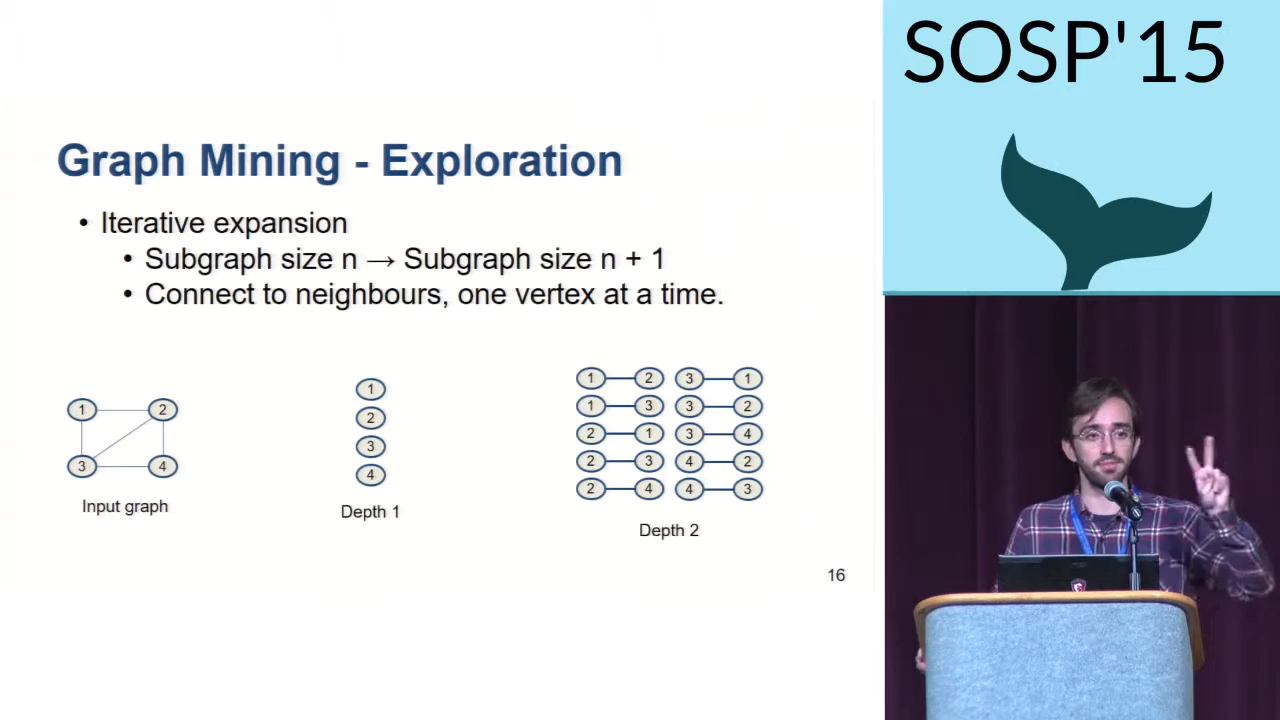 SOSP'15
Graph Mining - Exploration
• Iterative expansion
• Subgraph size n → Subgraph size n + 1
• Connect to neighbours, one vertex at a time.
1 2
3 4
Input graph
1
2
3
4
Depth 1
1 2 3 1
1 3 3 2
2 1 3 4
2 3 4 2
2 4 4 3
Depth 2
16